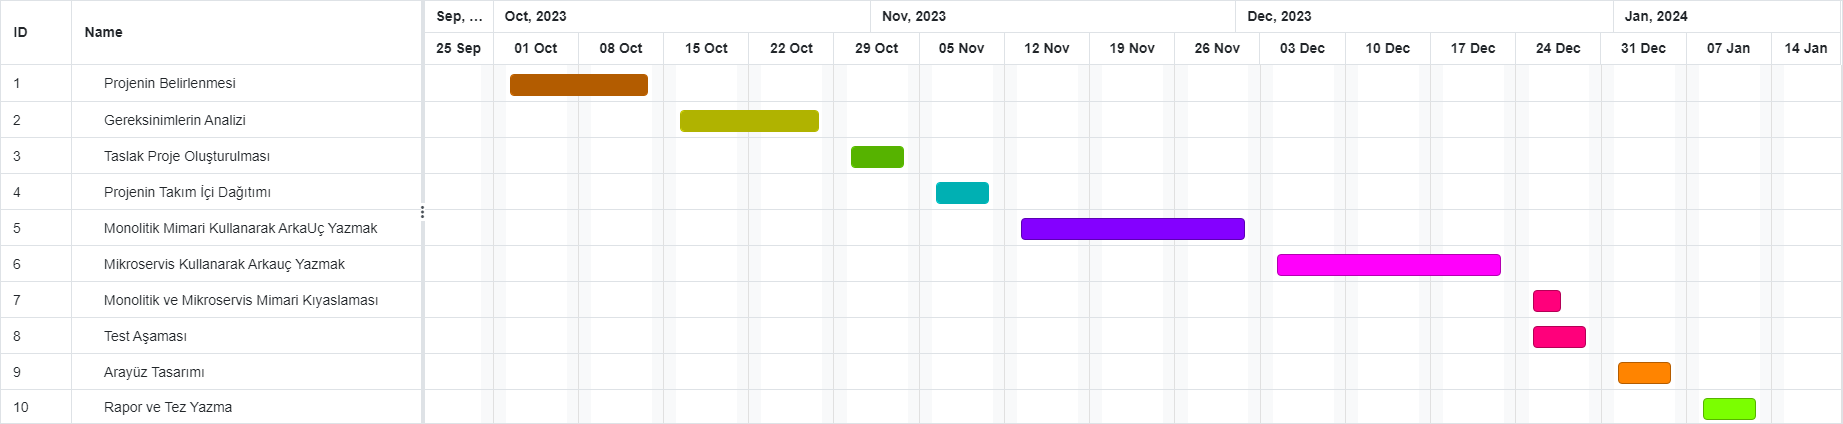 ID Name Sep, ... Oct, 2023 Nov, 2023 Dec, 2023 Jan, 2024
25 Sep 01 Oct 08 Oct 15 Oct 22 Oct 29 Oct 05 Nov 12 Nov 19 Nov 26 Nov 03 Dec 10 Dec 17 Dec 24 Dec 31 Dec 07 Jan 14 Jan
1 Projenin Belirlenmesi
2 Gereksinimlerin Analizi
3 Taslak Proje Oluşturulması
4 Projenin Takım İçi Dağıtımı
5 Monolitik Mimari Kullanarak ArkaUç Yazmak
6 Mikroservis Kullanarak Arkauç Yazmak
7 Monolitik ve Mikroservis Mimari Kıyaslaması
8 Test Aşaması
9 Arayüz Tasarımı
10 Rapor ve Tez Yazma